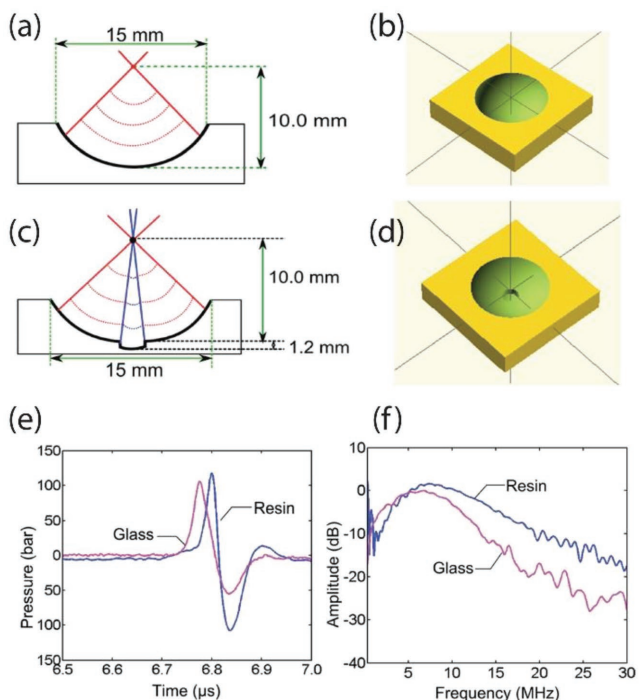 (a)
15 mm
10.0 mm
(b)
(c)
10.0 mm
1.2 mm
15 mm
(d)
(e)
Pressure (bar)
150
100
50
0
50
100
150
Glass
Resin
6.5 6.6 6.7 6.8 6.9 7.0
Time (µs)
(f)
Amplitude (dB)
10
0
-10
-20
-30
-40
Resin
Glass
5 10 15 20 25 30
Frequency (MHz)